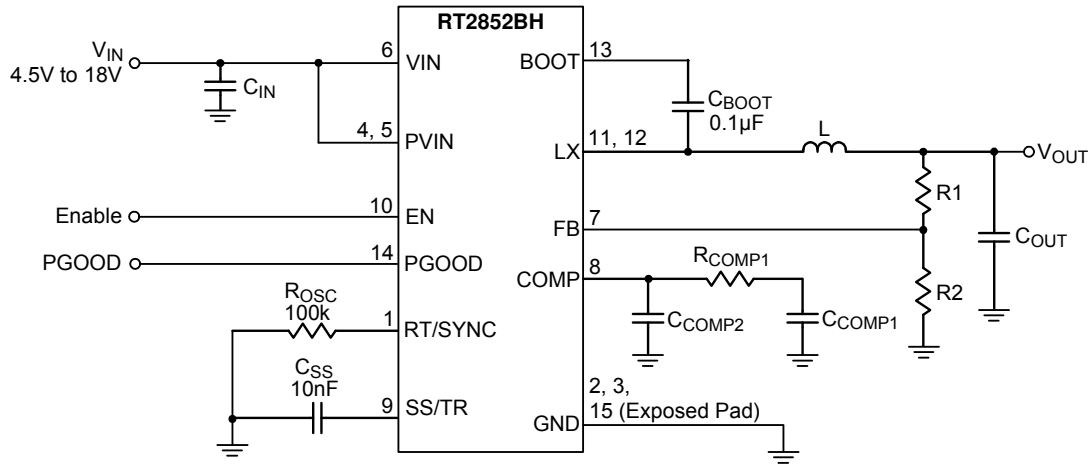 RT2852BH
V_IN
4.5V to 18V
C_IN
6
VIN
4, 5
PVIN
Enable
10
EN
PGOOD
14
PGOOD
R_OSC
100k
1
RT/SYNC
C_SS
10nF
9
SS/TR
BOOT
13
C_BOOT
0.1µF
LX
11, 12
L
V_OUT
R1
FB
7
C_OUT
COMP
8
R_COMP1
R2
C_COMP2
C_COMP1
2, 3,
GND
15 (Exposed Pad)